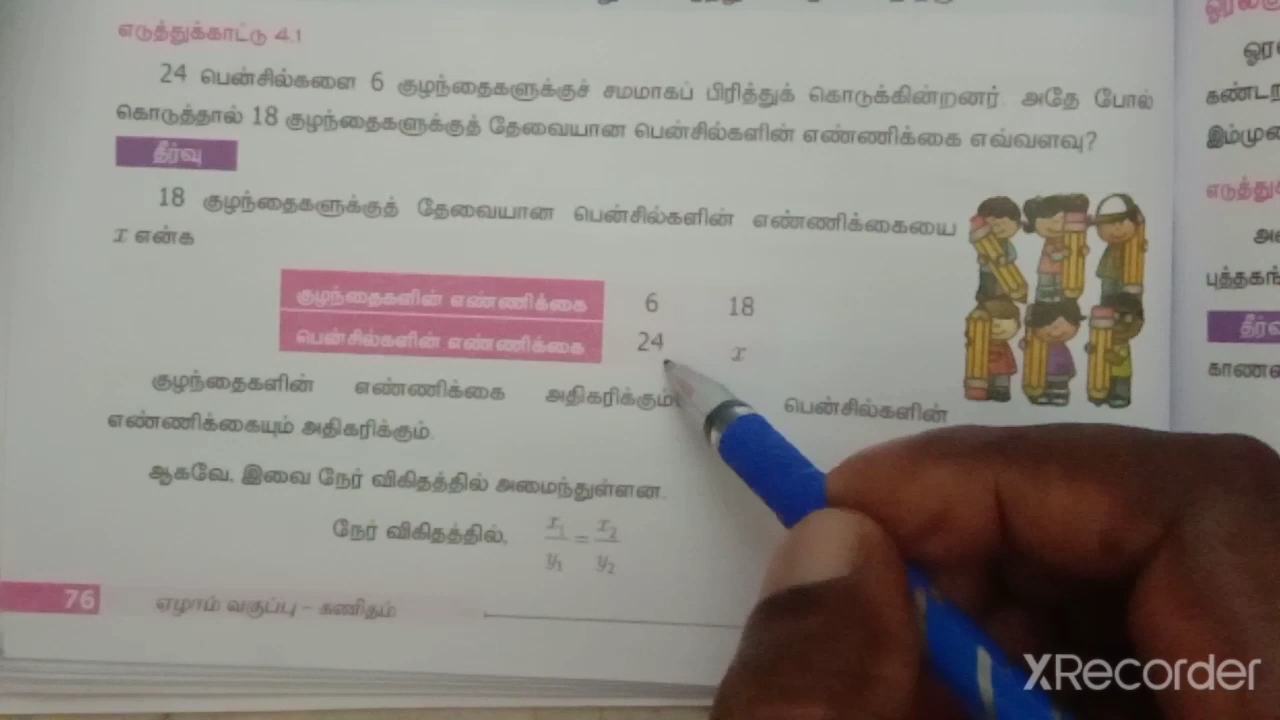 எடுத்துக்காட்டு 4.1
24 பென்சில்களை 6 குழந்தைகளுக்குச் சமமாகப் பிரித்துக் கொடுக்கின்றனர். அதே போல்
கொடுத்தால் 18 குழந்தைகளுக்குத் தேவையான பென்சில்களின் எண்ணிக்கை எவ்வளவு?
தீர்வு
18 குழந்தைகளுக்குத் தேவையான பென்சில்களின் எண்ணிக்கையை
x என்க
குழந்தைகளின் எண்ணிக்கை 6 18
பென்சில்களின் எண்ணிக்கை 24 x
குழந்தைகளின் எண்ணிக்கை அதிகரிக்கும் பென்சில்களின்
எண்ணிக்கையும் அதிகரிக்கும்.
ஆகவே, இவை நேர் விகிதத்தில் அமைந்துள்ளன.
நேர் விகிதத்தில், x₁/y₁ = x₂/y₂
76 ஏழாம் வகுப்பு – கணிதம்
XRecorder